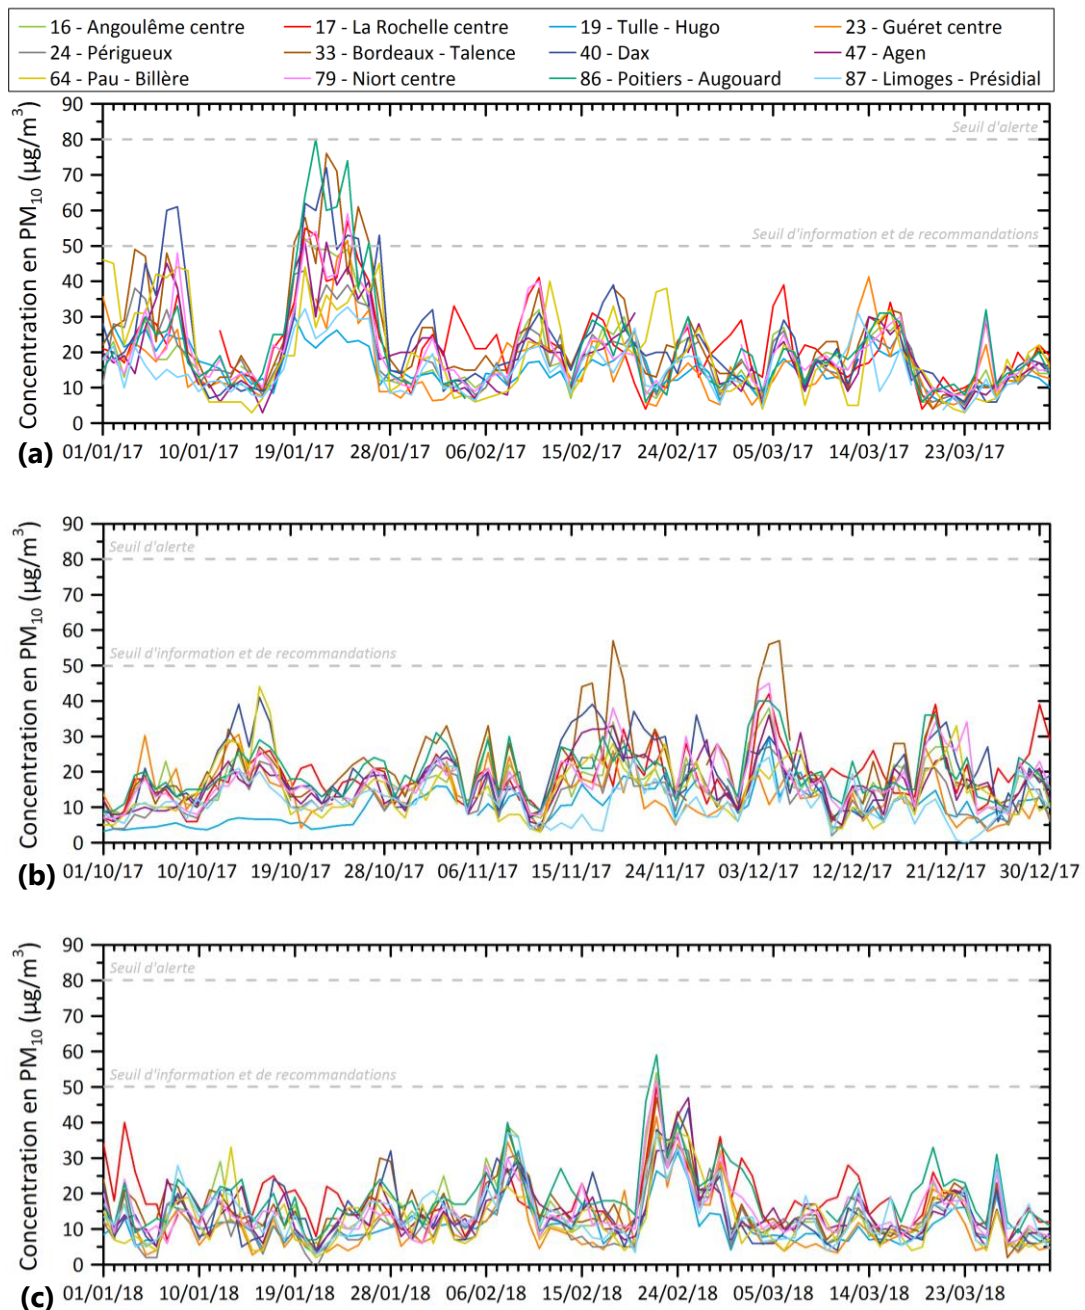 16 - Angoulême centre 17 - La Rochelle centre 19 - Tulle - Hugo 23 - Guéret centre
24 - Périgueux 33 - Bordeaux - Talence 40 - Dax 47 - Agen
64 - Pau - Billère 79 - Niort centre 86 - Poitiers - Augouard 87 - Limoges - Présidial
90
Seuil d'alerte
80
70
60
Seuil d'information et de recommandations
50
40
30
20
10
0
Concentration en PM10 (µg/m³)
(a)
01/01/17 10/01/17 19/01/17 28/01/17 06/02/17 15/02/17 24/02/17 05/03/17 14/03/17 23/03/17
90
Seuil d'alerte
80
70
60
Seuil d'information et de recommandations
50
40
30
20
10
0
Concentration en PM10 (µg/m³)
(b)
01/10/17 10/10/17 19/10/17 28/10/17 06/11/17 15/11/17 24/11/17 03/12/17 12/12/17 21/12/17 30/12/17
90
Seuil d'alerte
80
70
60
Seuil d'information et de recommandations
50
40
30
20
10
0
Concentration en PM10 (µg/m³)
(c)
01/01/18 10/01/18 19/01/18 28/01/18 06/02/18 15/02/18 24/02/18 05/03/18 14/03/18 23/03/18